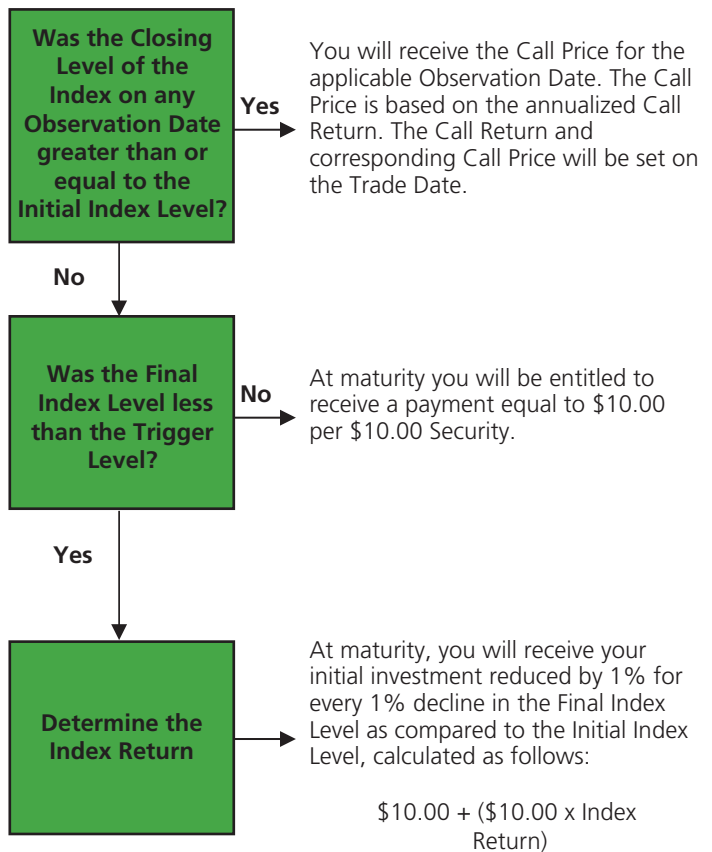 Was the Closing
Level of the
Index on any
Observation Date
greater than or
equal to the
Initial Index Level?
Yes
You will receive the Call Price for the
applicable Observation Date. The Call
Price is based on the annualized Call
Return. The Call Return and
corresponding Call Price will be set on
the Trade Date.
No
Was the Final
Index Level less
than the Trigger
Level?
No
At maturity you will be entitled to
receive a payment equal to $10.00
per $10.00 Security.
Yes
Determine the
Index Return
At maturity, you will receive your
initial investment reduced by 1% for
every 1% decline in the Final Index
Level as compared to the Initial Index
Level, calculated as follows:
$10.00 + ($10.00 x Index
Return)